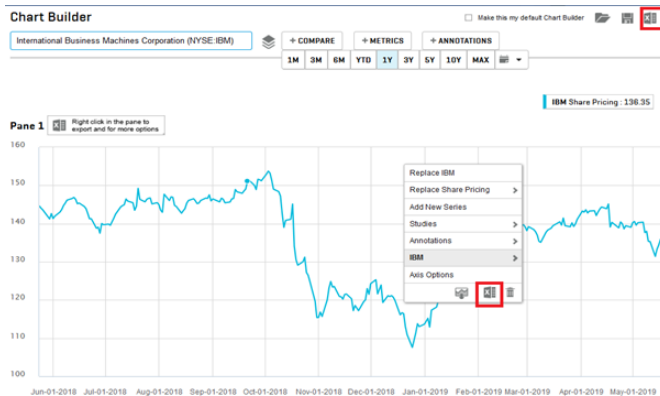 Chart Builder
Make this my default Chart Builder
International Business Machines Corporation (NYSE:IBM)
+ COMPARE
+ METRICS
+ ANNOTATIONS
1M 3M 6M YTD 1Y 3Y 5Y 10Y MAX
IBM Share Pricing : 136.35
Pane 1
Right click in the pane to
export and for more options
160
150
140
130
120
110
100
Replace IBM
Replace Share Pricing
Add New Series
Studies
Annotations
IBM
Axis Options
Jun-01-2018 Jul-01-2018 Aug-01-2018 Sep-01-2018 Oct-01-2018 Nov-01-2018 Dec-01-2018 Jan-01-2019 Feb-01-2019 Mar-01-2019 Apr-01-2019 May-01-2019